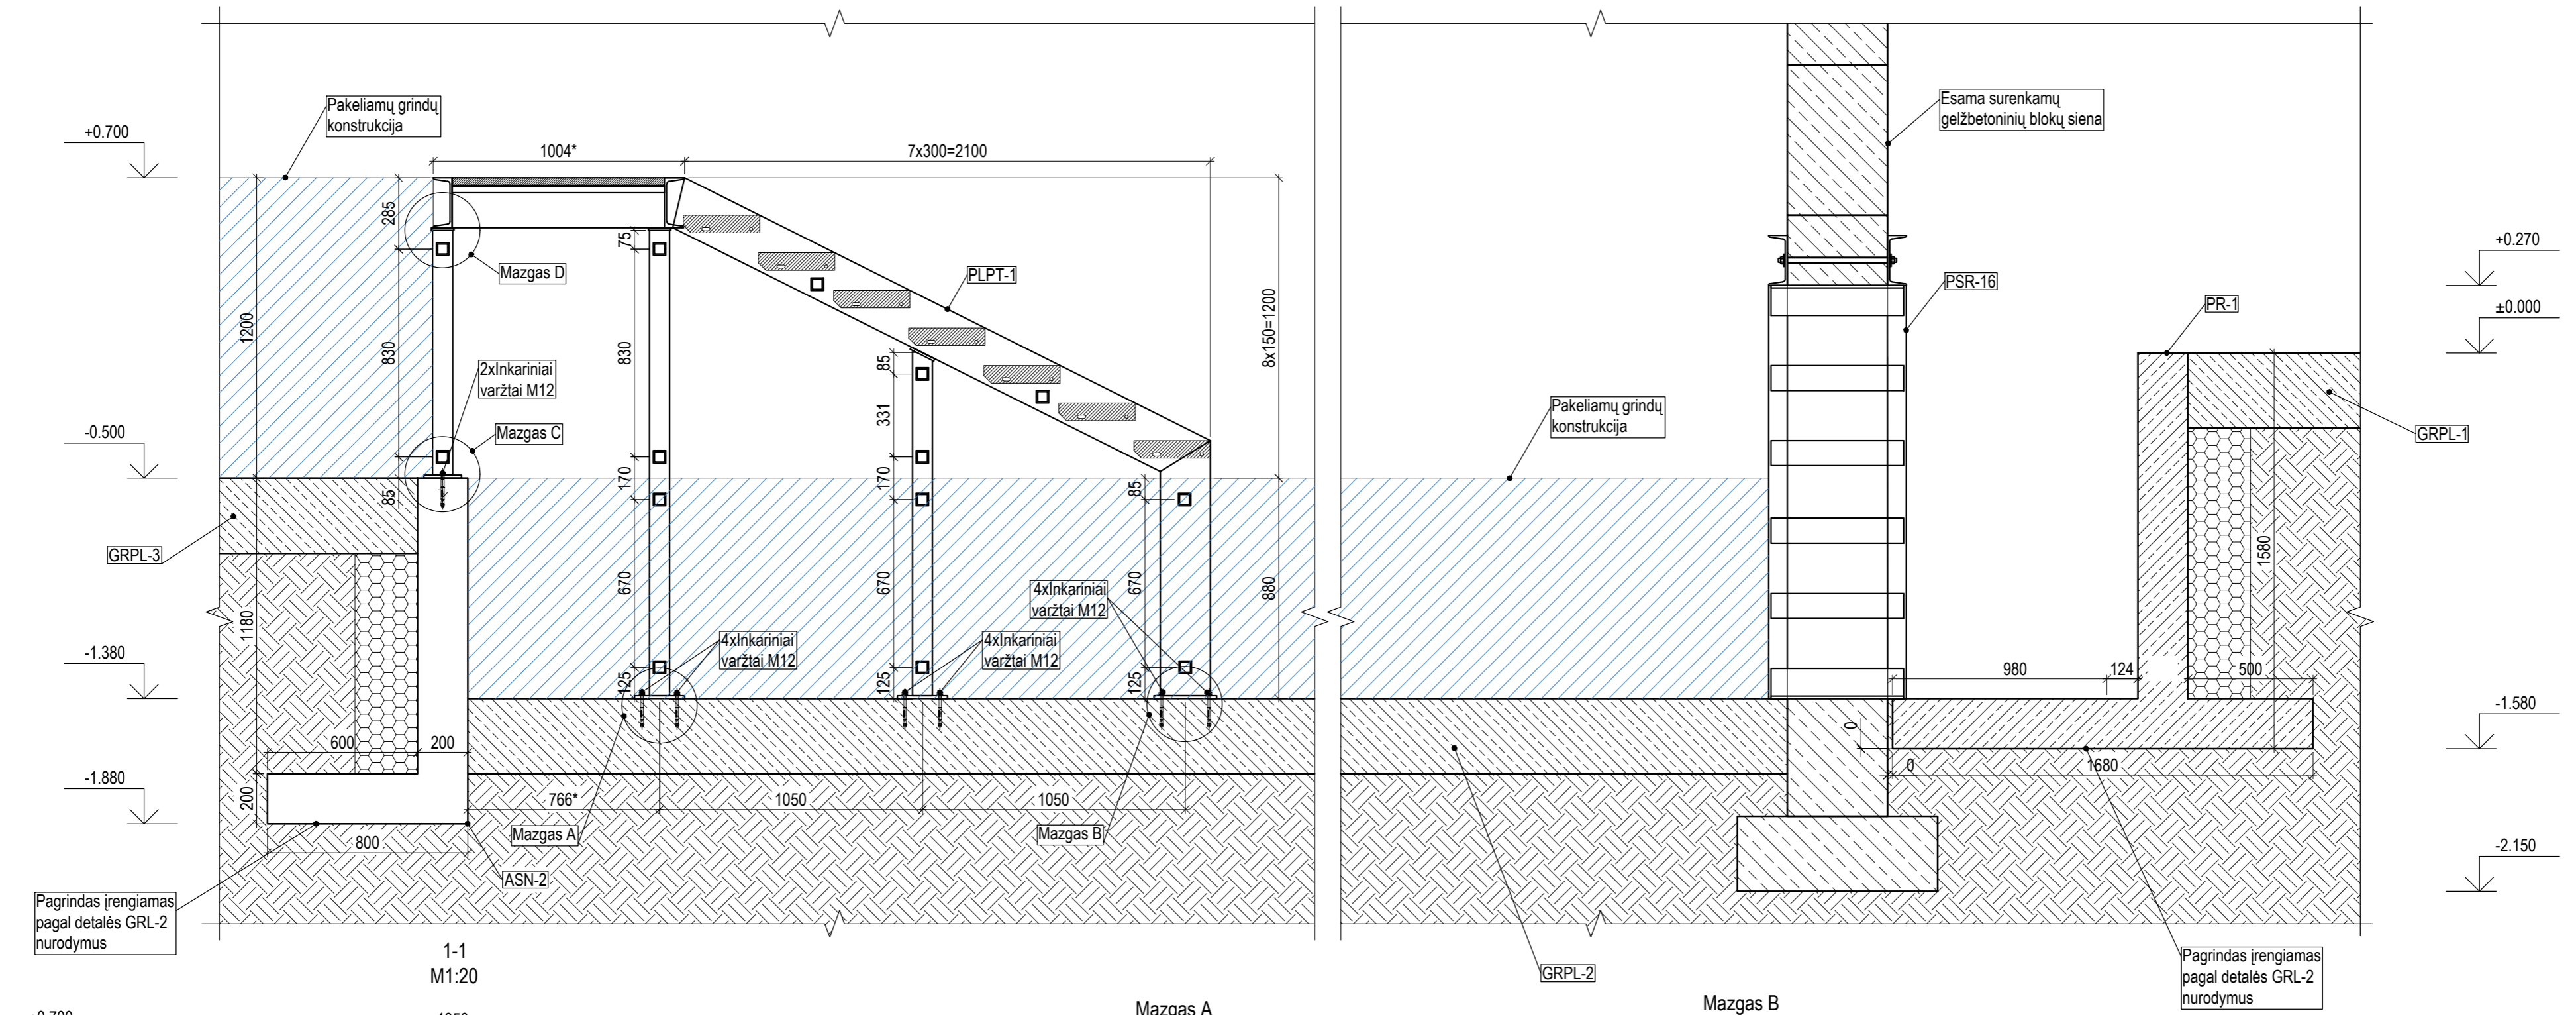 Pakeliamų grindų
konstrukcija
Esama surenkamų
gelžbetoninių blokų siena
+0.700
1004*
7x300=2100
285
75
Mazgas D
PLPT-1
+0.270
PSR-16
PR-1
±0.000
1200
830
830
85
331
8x150=1200
2xInkariniai
varžtai M12
Pakeliamų grindų
konstrukcija
-0.500
Mazgas C
GRPL-1
85
170
170
85
GRPL-3
1180
670
670
670
880
1580
4xInkariniai
varžtai M12
4xInkariniai
varžtai M12
4xInkariniai
varžtai M12
-1.380
125
125
125
980
124
500
-1.580
600
200
0
0
1680
-1.880
200
766*
1050
1050
Mazgas A
Mazgas B
800
-2.150
ASN-2
Pagrindas įrengiamas
pagal detalės GRL-2
nurodymus
1-1
M1:20
GRPL-2
Pagrindas įrengiamas
pagal detalės GRL-2
nurodymus
Mazgas A
Mazgas B